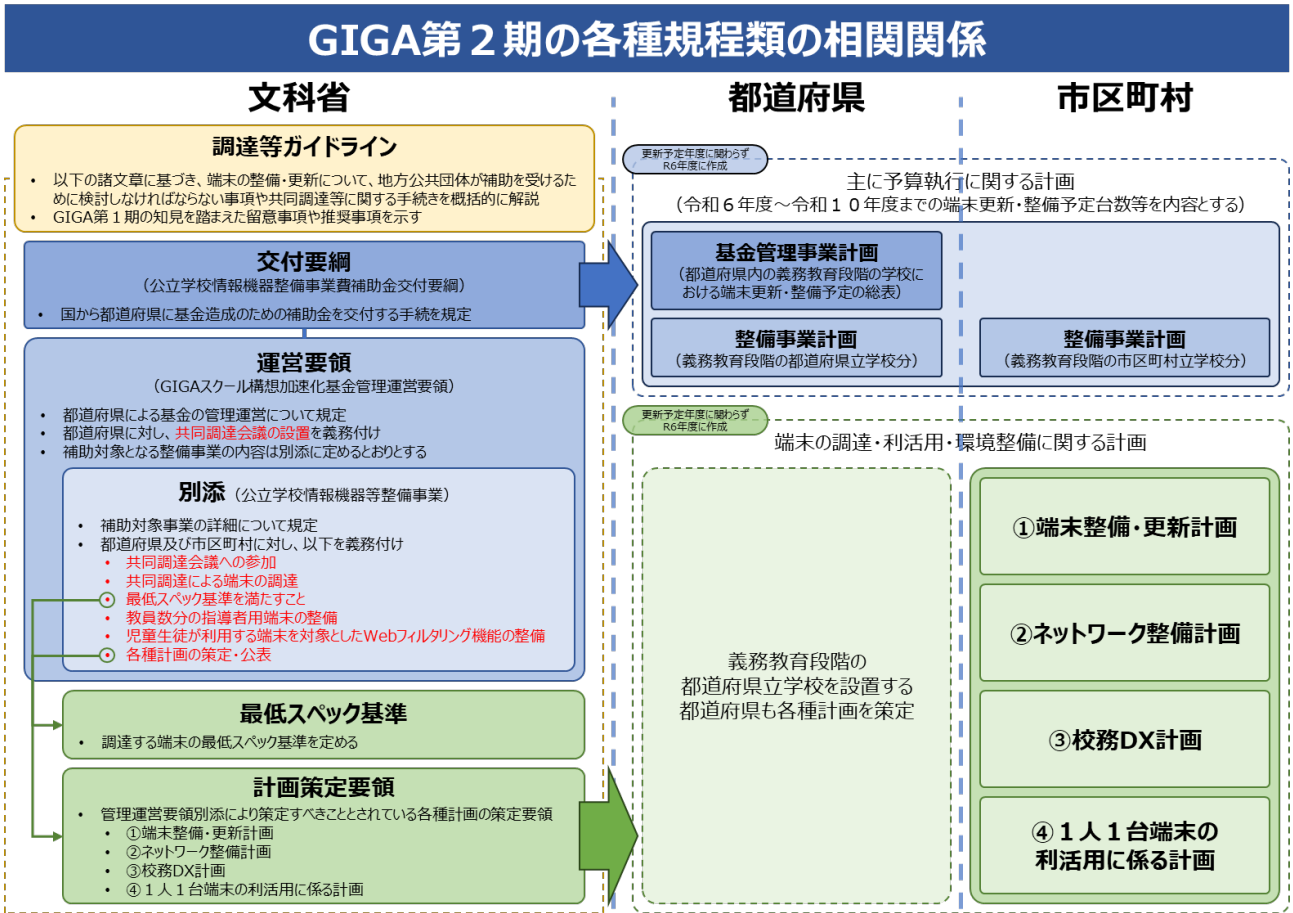 GIGA第２期の各種規程類の相関関係
文科省
都道府県
市区町村
調達等ガイドライン
• 以下の諸文章に基づき、端末の整備・更新について、地方公共団体が補助を受けるた
めに検討しなければならない事項や共同調達等に関する手続きを概括的に解説
• GIGA第１期の知見を踏まえた留意事項や推奨事項を示す
交付要綱
（公立学校情報機器整備事業費補助金交付要綱）
• 国から都道府県に基金造成のための補助金を交付する手続を規定
運営要領
（GIGAスクール構想加速化基金管理運営要領）
• 都道府県による基金の管理運営について規定
• 都道府県に対し、共同調達会議の設置を義務付け
• 補助対象となる整備事業の内容は別添に定めるとおりとする
別添（公立学校情報機器等整備事業）
• 補助対象事業の詳細について規定
• 都道府県及び市区町村に対し、以下を義務付け
• 共同調達会議への参加
• 共同調達による端末の調達
• 最低スペック基準を満たすこと
• 教員数分の指導者用端末の整備
• 児童生徒が利用する端末を対象としたWebフィルタリング機能の整備
• 各種計画の策定・公表
最低スペック基準
• 調達する端末の最低スペック基準を定める
計画策定要領
• 管理運営要領別添により策定すべきこととされている各種計画の策定要領
• ①端末整備・更新計画
• ②ネットワーク整備計画
• ③校務DX計画
• ④１人１台端末の利活用に係る計画
更新予定年度に関わらず
R6年度に作成
主に予算執行に関する計画
（令和６年度～令和１０年度までの端末更新・整備予定台数等を内容とする）
基金管理事業計画
（都道府県内の義務教育段階の学校に
おける端末更新・整備予定の総表）
整備事業計画
（義務教育段階の都道府県立学校分）
整備事業計画
（義務教育段階の市区町村立学校分）
更新予定年度に関わらず
R6年度に作成
端末の調達・利活用・環境整備に関する計画
義務教育段階の
都道府県立学校を設置する
都道府県も各種計画を策定
①端末整備・更新計画
②ネットワーク整備計画
③校務DX計画
④１人１台端末の
利活用に係る計画